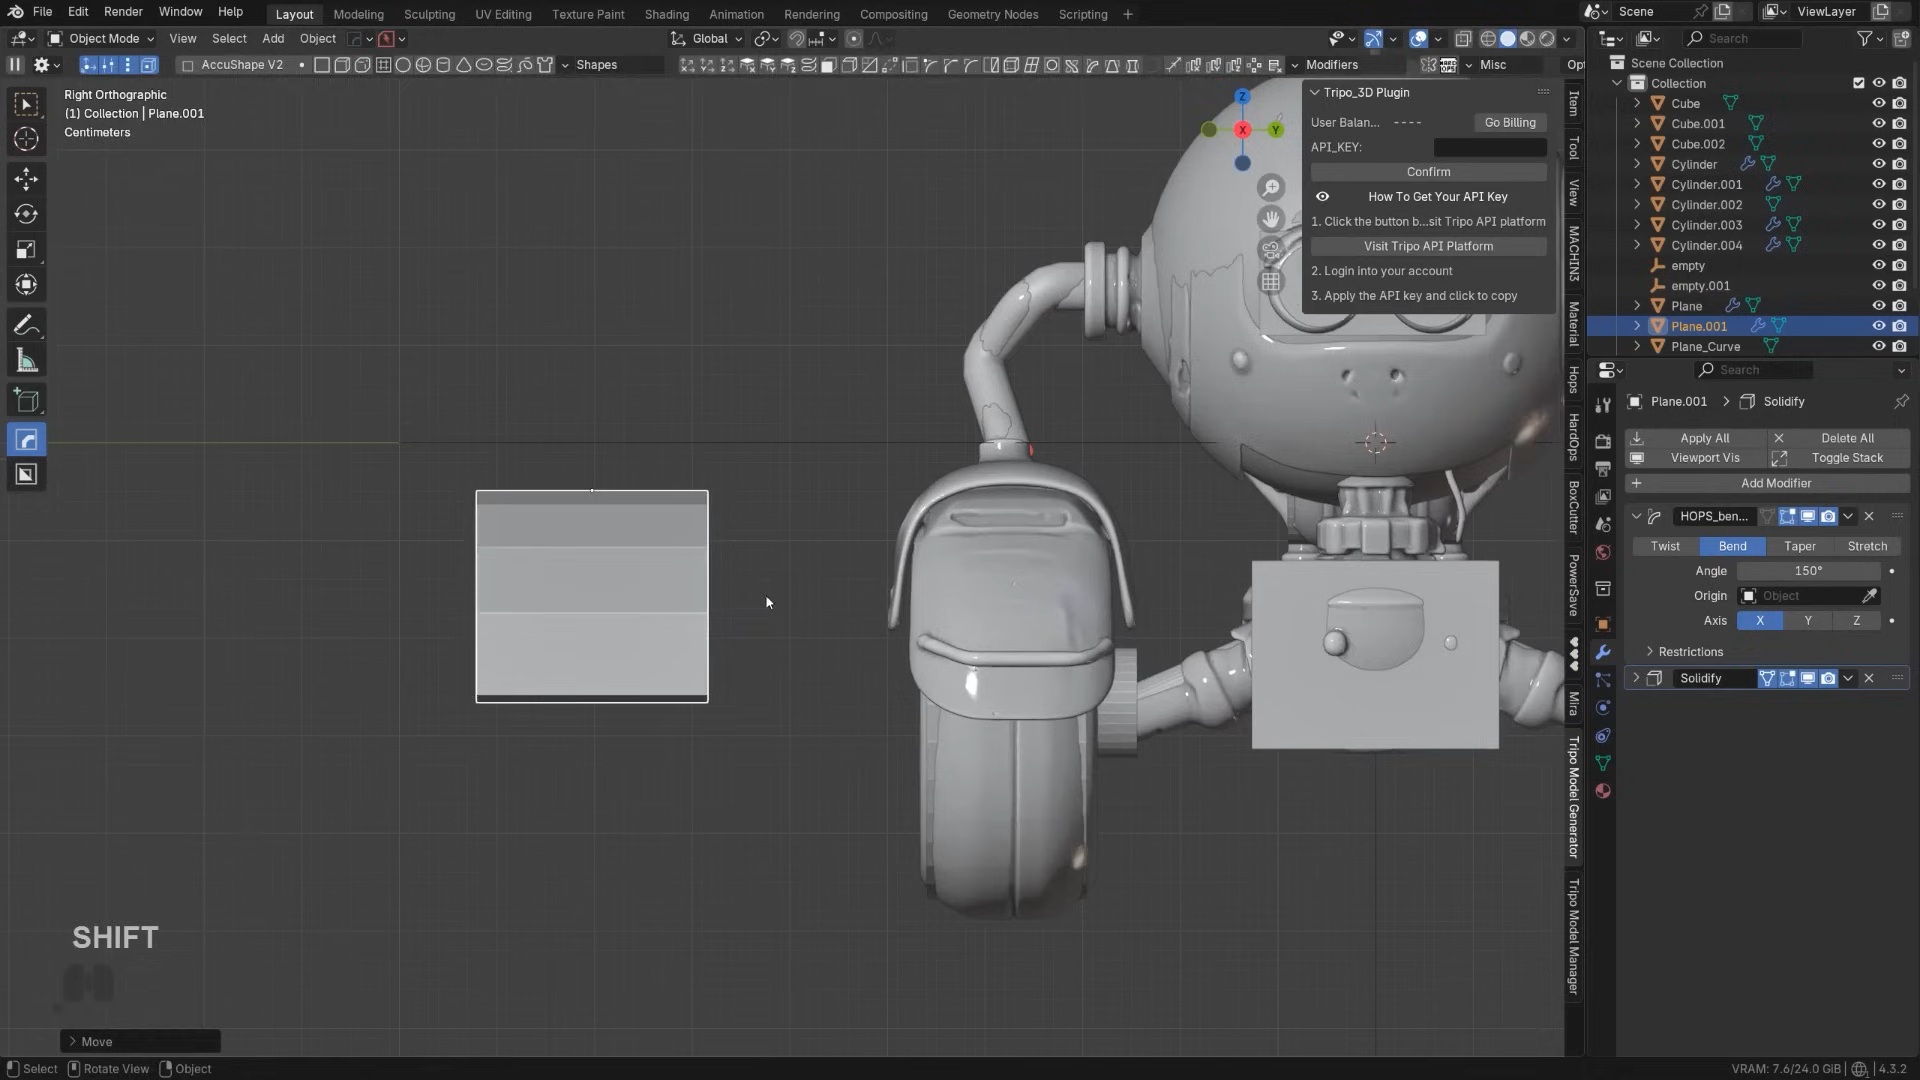 File Edit Render Window Help Layout Modeling Sculpting UV Editing Texture Paint Shading Animation Rendering Compositing Geometry Nodes Scripting + Scene ViewLayer
Object Mode View Select Add Object Global Search
AccuShape V2 Shapes Modifiers Misc Opt
Right Orthographic
(1) Collection | Plane.001
Centimeters
Z
X
Y
Tripo_3D Plugin
User Balan... ---- Go Billing
API_KEY:
Confirm
How To Get Your API Key
1. Click the button b...sit Tripo API platform
Visit Tripo API Platform
2. Login into your account
3. Apply the API key and click to copy
Item
Tool
View
MACHIN3
Material
Hops
HardOps
BoxCutter
PowerSave
♥♥♥
Mira
Tripo Model Generator
Tripo Model Manager
Scene Collection
Collection
Cube
Cube.001
Cube.002
Cylinder
Cylinder.001
Cylinder.002
Cylinder.003
Cylinder.004
empty
empty.001
Plane
Plane.001
Plane_Curve
Search
Plane.001 > Solidify
Apply All Delete All
Viewport Vis Toggle Stack
+ Add Modifier
HOPS_ben...
Twist Bend Taper Stretch
Angle 150°
Origin Object
Axis X Y Z
Restrictions
Solidify
SHIFT
> Move
Select Rotate View Object VRAM: 7.6/24.0 GiB 4.3.2